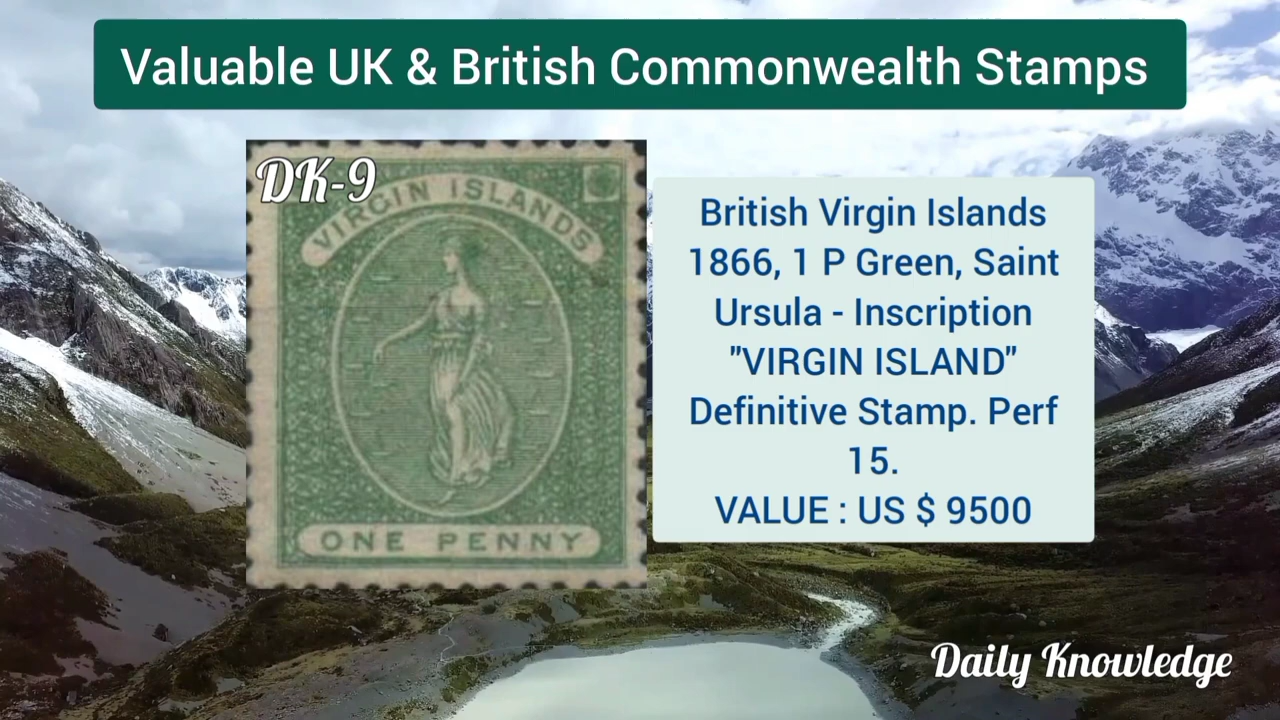 Valuable UK & British Commonwealth Stamps
DK-9
VIRGIN ISLANDS
ONE PENNY
British Virgin Islands
1866, 1 P Green, Saint
Ursula - Inscription
"VIRGIN ISLAND"
Definitive Stamp. Perf
15.
VALUE : US $ 9500
Daily Knowledge